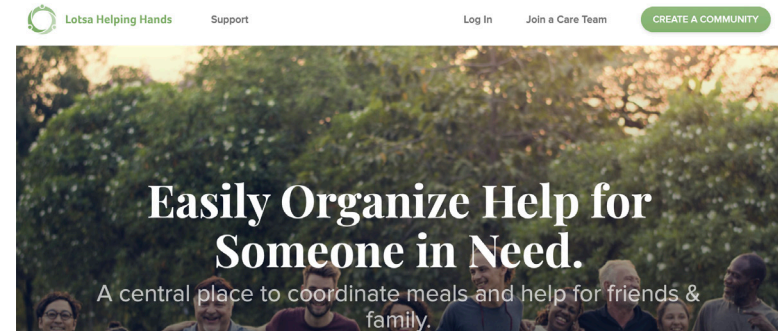 Lotsa Helping Hands Support Log In Join a Care Team CREATE A COMMUNITY
Easily Organize Help for
Someone in Need.
A central place to coordinate meals and help for friends &
family.